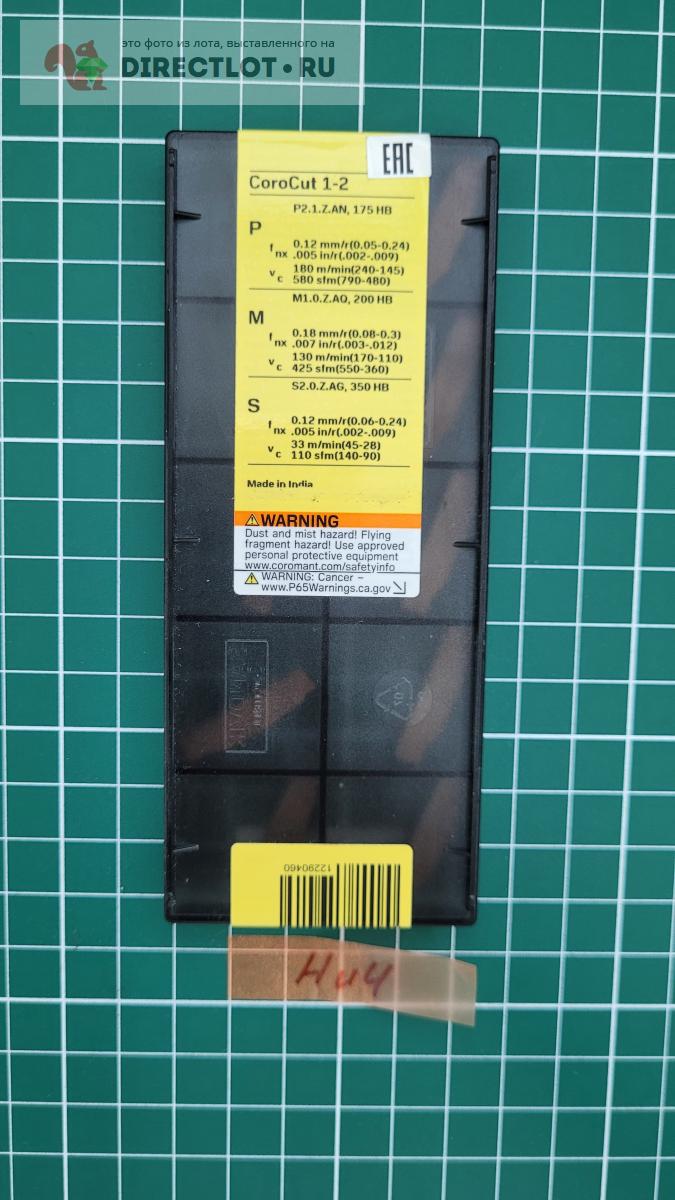 это фото из лота, выставленного на
DIRECTLOT • RU
EAC
CoroCut 1-2
P2.1.Z.AN, 175 HB
P
fnx 0.12 mm/r(0.05-0.24)
.005 in/r(.002-.009)
vc 180 m/min(240-145)
580 sfm(790-480)
M1.0.Z.AQ, 200 HB
M
fnx 0.18 mm/r(0.08-0.3)
.007 in/r(.003-.012)
vc 130 m/min(170-110)
425 sfm(550-360)
S2.0.Z.AG, 350 HB
S
fnx 0.12 mm/r(0.06-0.24)
.005 in/r(.002-.009)
vc 33 m/min(45-28)
110 sfm(140-90)
Made in India
WARNING
Dust and mist hazard! Flying
fragment hazard! Use approved
personal protective equipment
www.coromant.com/safetyinfo
WARNING: Cancer –
www.P65Warnings.ca.gov
12290460